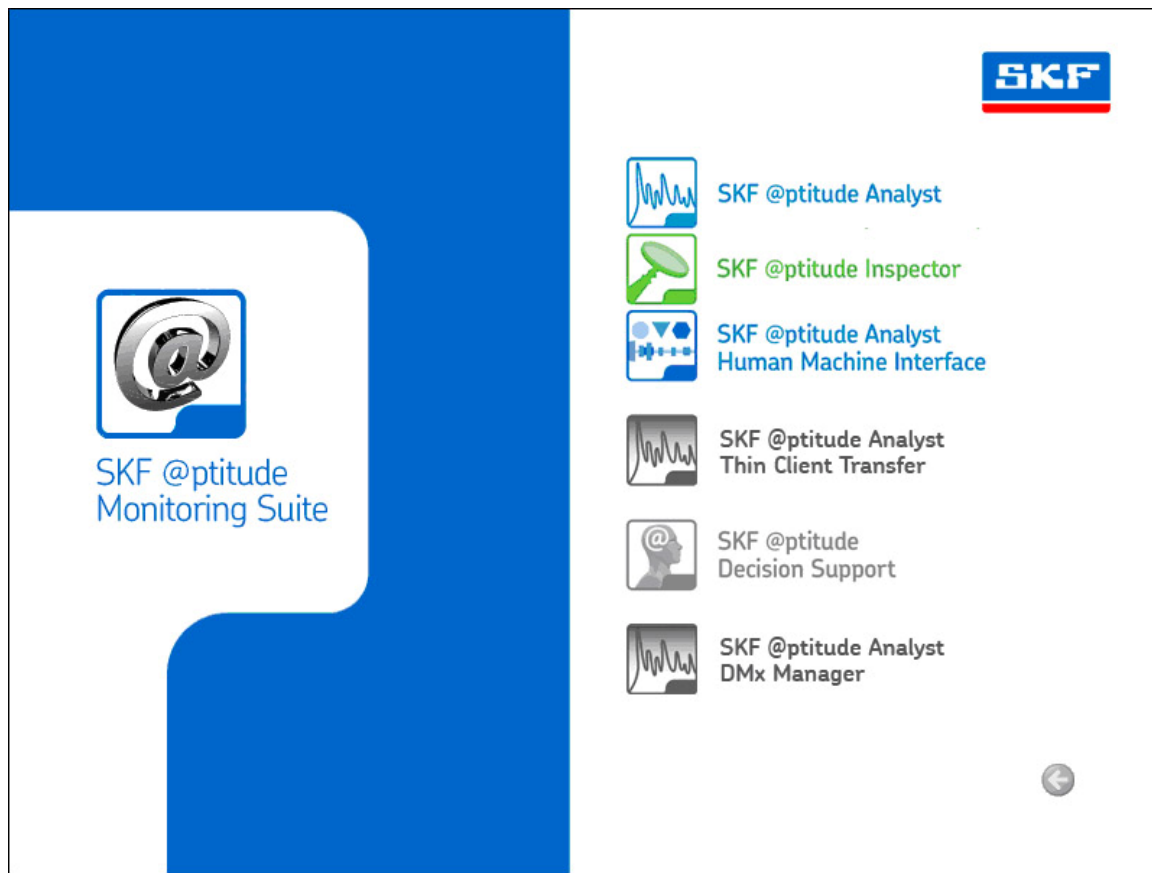 SKF
SKF @ptitude Analyst
SKF @ptitude Inspector
SKF @ptitude Analyst
Human Machine Interface
SKF @ptitude Analyst
Thin Client Transfer
SKF @ptitude
Decision Support
SKF @ptitude Analyst
DMx Manager
@
SKF @ptitude
Monitoring Suite